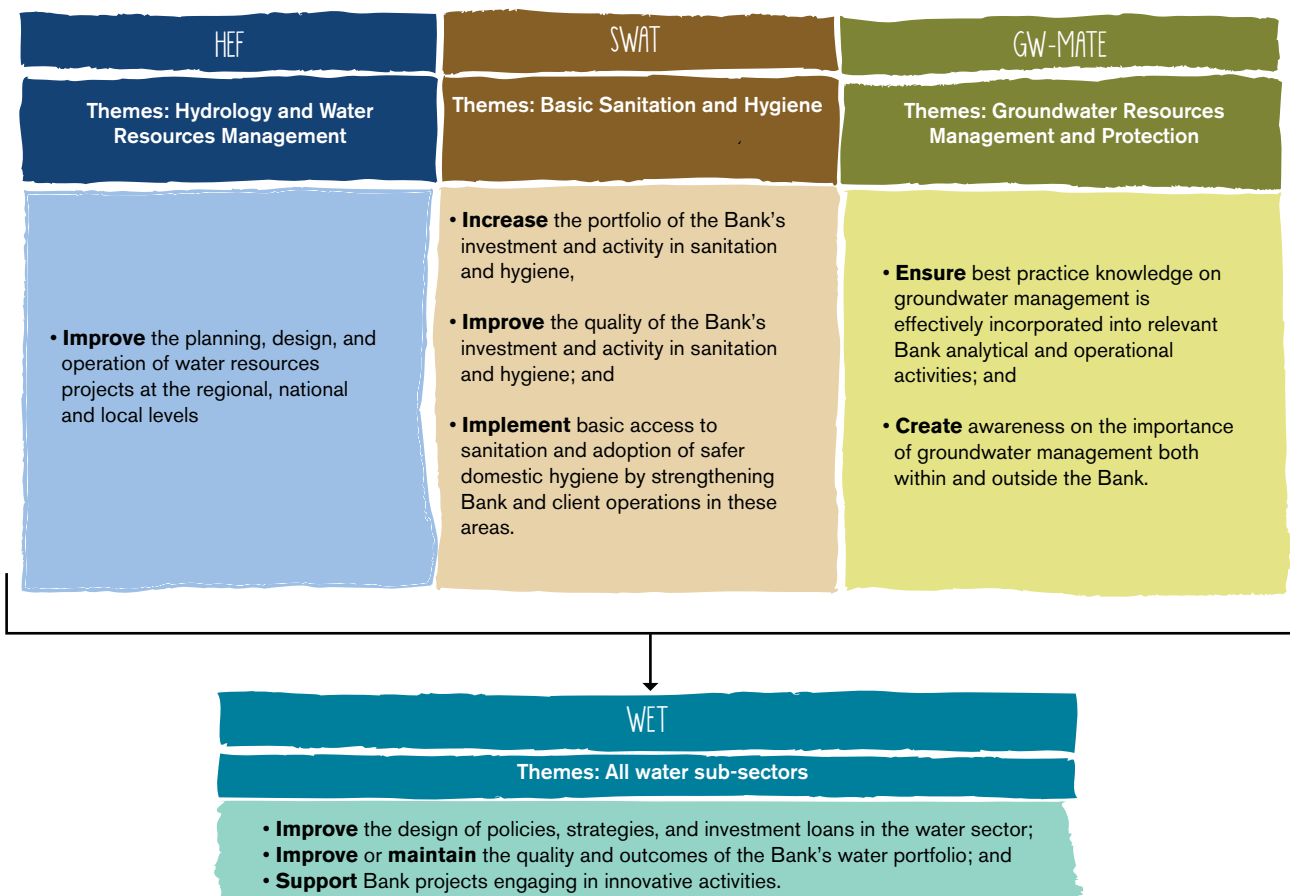 HEF
Themes: Hydrology and Water
Resources Management
• Improve the planning, design, and
operation of water resources
projects at the regional, national
and local levels
SWAT
Themes: Basic Sanitation and Hygiene
• Increase the portfolio of the Bank's
investment and activity in sanitation
and hygiene,
• Improve the quality of the Bank's
investment and activity in sanitation
and hygiene; and
• Implement basic access to
sanitation and adoption of safer
domestic hygiene by strengthening
Bank and client operations in these
areas.
GW-MATE
Themes: Groundwater Resources
Management and Protection
• Ensure best practice knowledge on
groundwater management is
effectively incorporated into relevant
Bank analytical and operational
activities; and
• Create awareness on the importance
of groundwater management both
within and outside the Bank.
WET
Themes: All water sub-sectors
• Improve the design of policies, strategies, and investment loans in the water sector;
• Improve or maintain the quality and outcomes of the Bank's water portfolio; and
• Support Bank projects engaging in innovative activities.